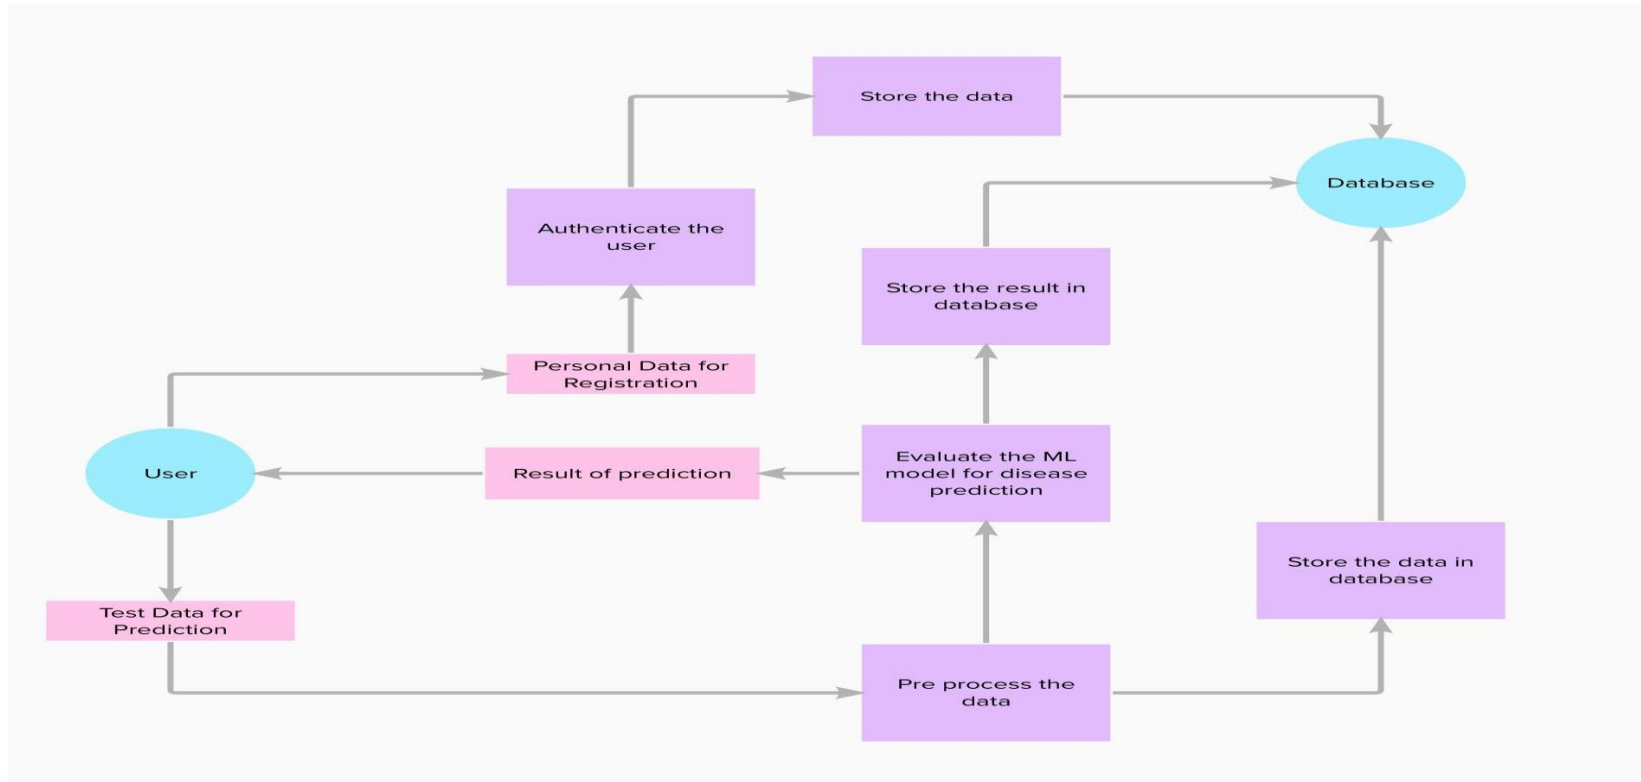 Store the data
Database
Authenticate the
user
Store the result in
database
Personal Data for
Registration
User
Result of prediction
Evaluate the ML
model for disease
prediction
Store the data in
database
Test Data for
Prediction
Pre process the
data